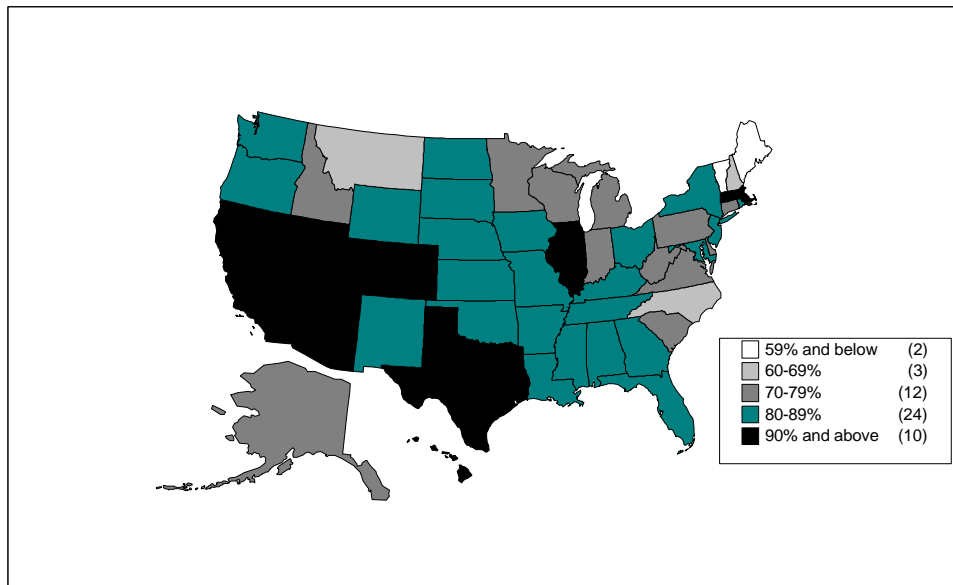 59% and below (2)
60-69% (3)
70-79% (12)
80-89% (24)
90% and above (10)